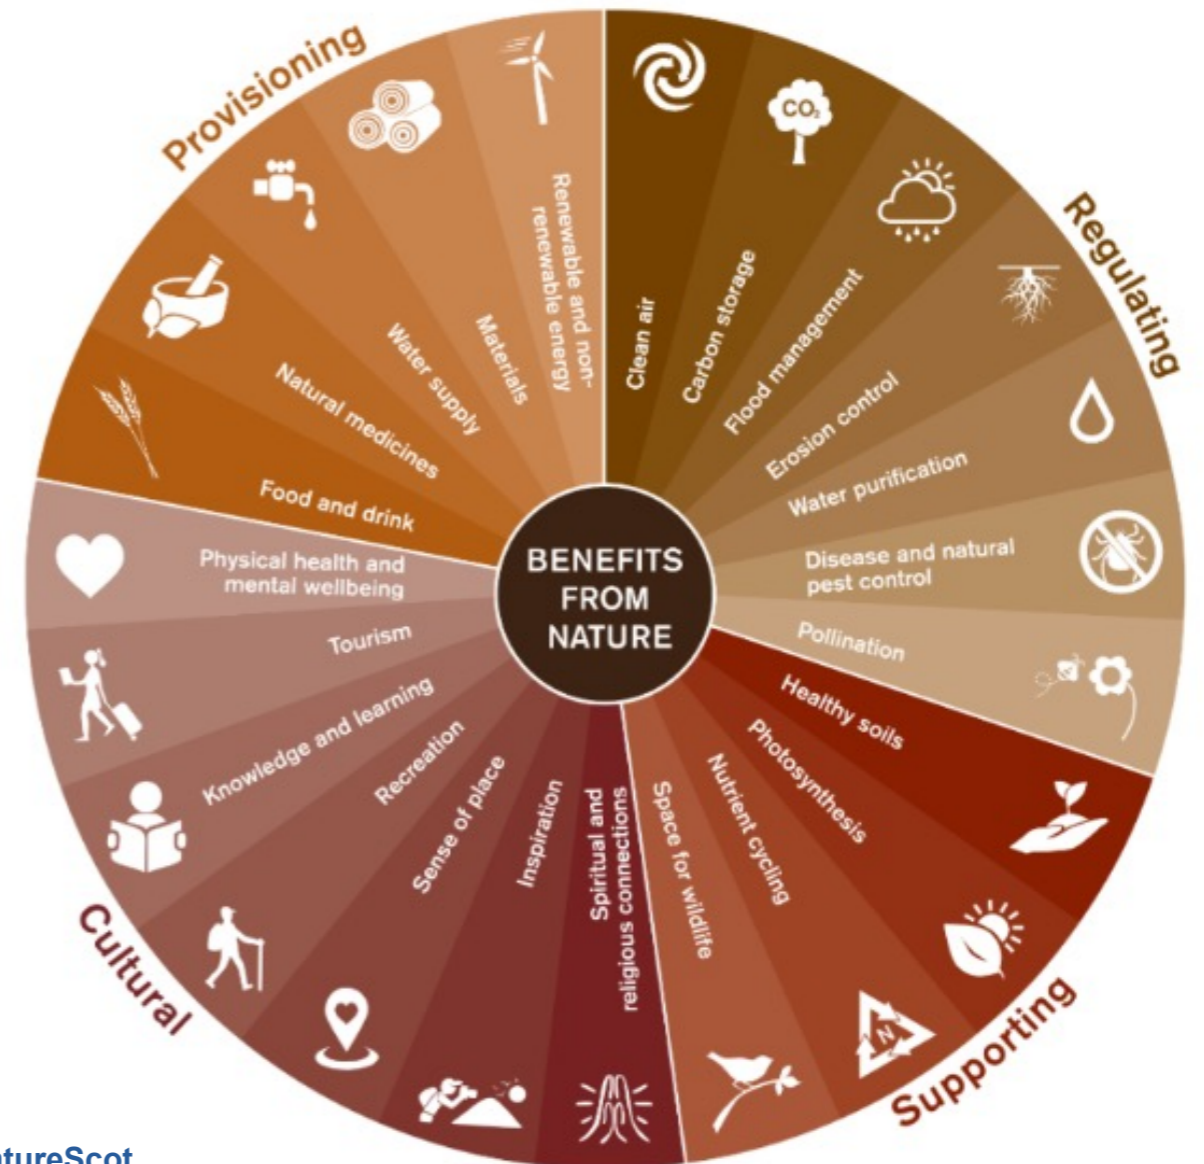 Provisioning
Renewable and non-
renewable energy
Materials
Water supply
Natural medicines
Food and drink
Regulating
Clean air
CO₂
Carbon storage
Flood management
Erosion control
Water purification
Disease and natural
pest control
Pollination
BENEFITS
FROM
NATURE
Supporting
Healthy soils
Photosynthesis
Nutrient cycling
N
Space for wildlife
Cultural
Physical health and
mental wellbeing
Tourism
Knowledge and learning
Recreation
Sense of place
Inspiration
Spiritual and
religious connections